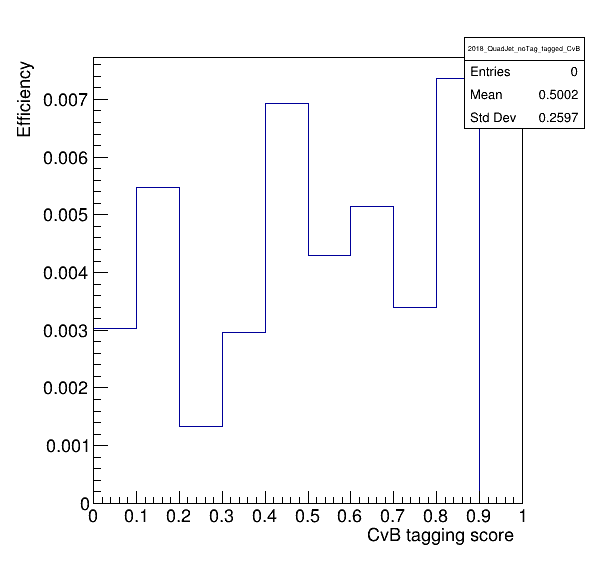 2018_QuadJet_noTag_tagged_CvB
Entries 0
Mean 0.5002
Std Dev 0.2597
Efficiency
0.007
0.006
0.005
0.004
0.003
0.002
0.001
0
0 0.1 0.2 0.3 0.4 0.5 0.6 0.7 0.8 0.9 1
CvB tagging score